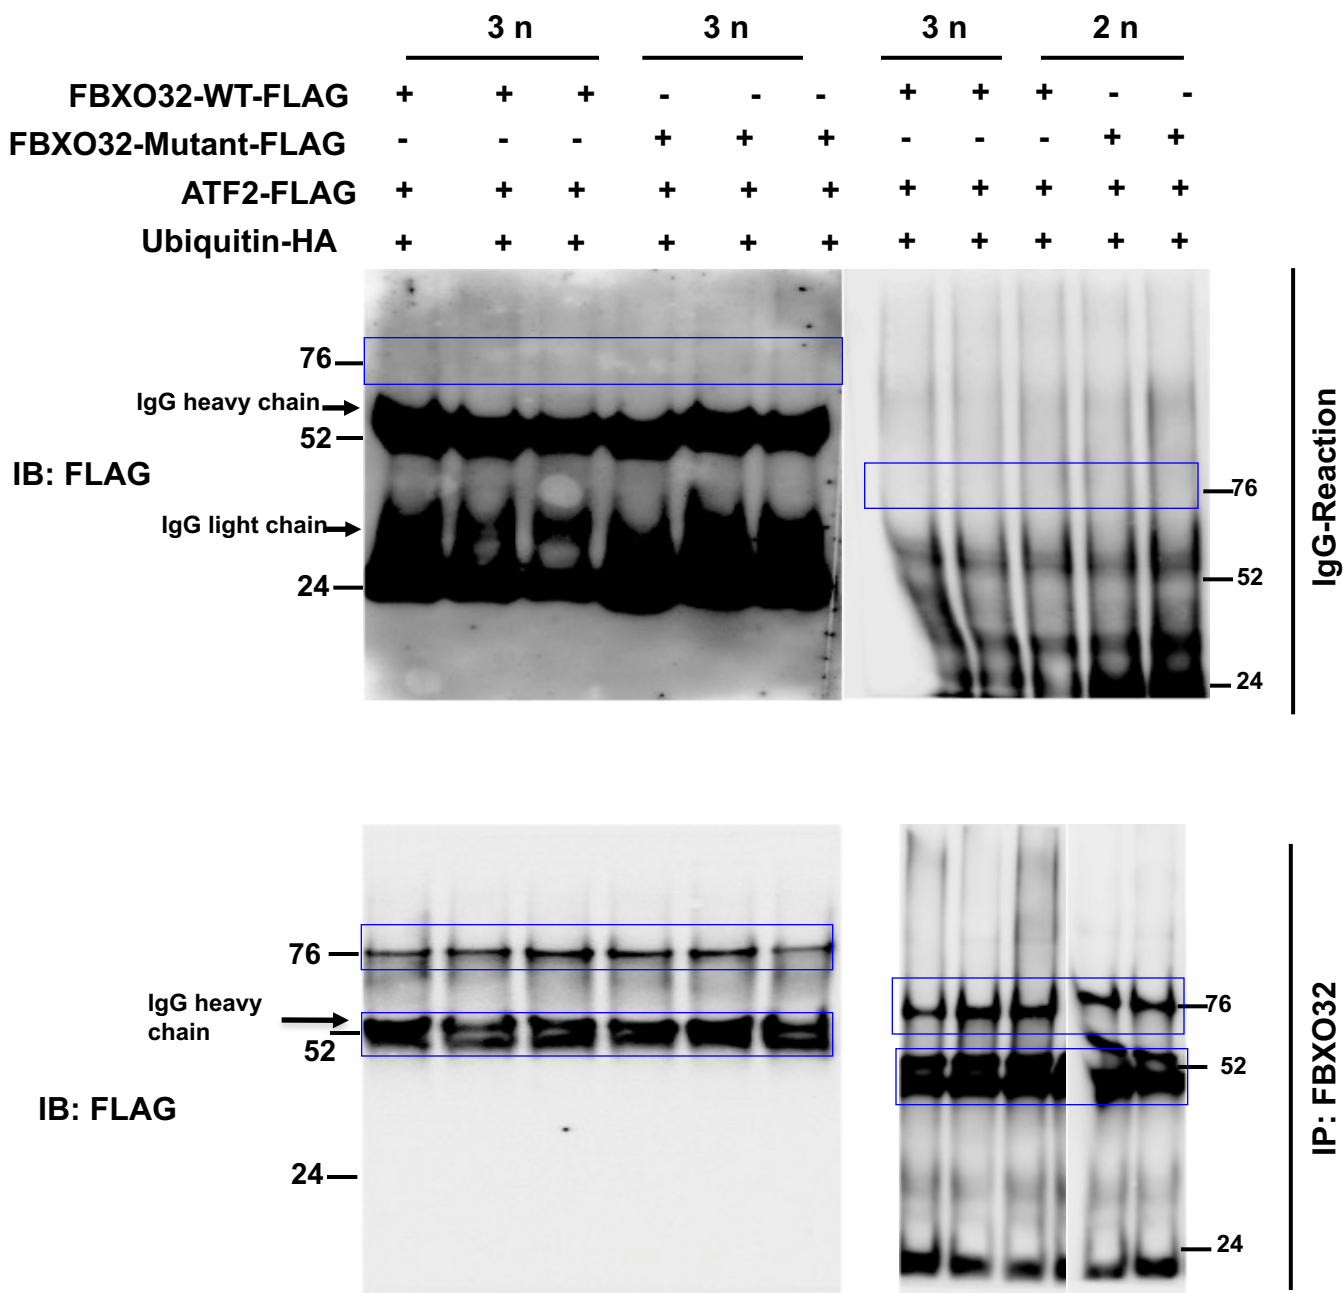 3 n 3 n 3 n 2 n
FBXO32-WT-FLAG + + + - - - + + + - -
FBXO32-Mutant-FLAG - - - + + + - - - + +
ATF2-FLAG + + + + + + + + + + +
Ubiquitin-HA + + + + + + + + + + +
76
IgG heavy chain
52
IB: FLAG
IgG light chain
24
76
52
24
IgG-Reaction
76
IgG heavy
chain
52
IB: FLAG
24
76
52
24
IP: FBXO32